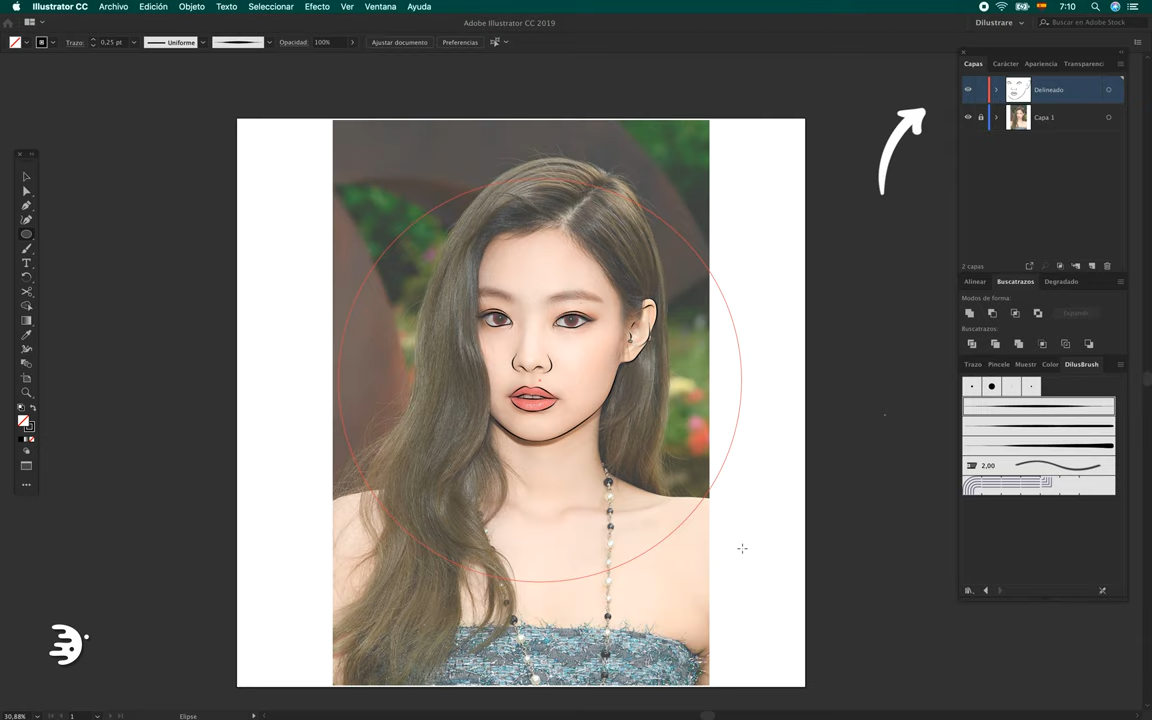 Illustrator CC Archivo Edición Objeto Texto Seleccionar Efecto Ver Ventana Ayuda 7:10
Adobe Illustrator CC 2019 Dilustrare Buscar en Adobe Stock
Trazo: 0,25 pt Uniforme Opacidad: 100% Ajustar documento Preferencias
Capas Carácter Apariencia Transparenc
Delineado
Capa 1
2 capas
Alinear Buscatrazos Degradado
Modos de forma:
Expandir
Buscatrazos:
Trazo Pincele Muestr Color DilusBrush
2,00
30,88% 1 Elipse